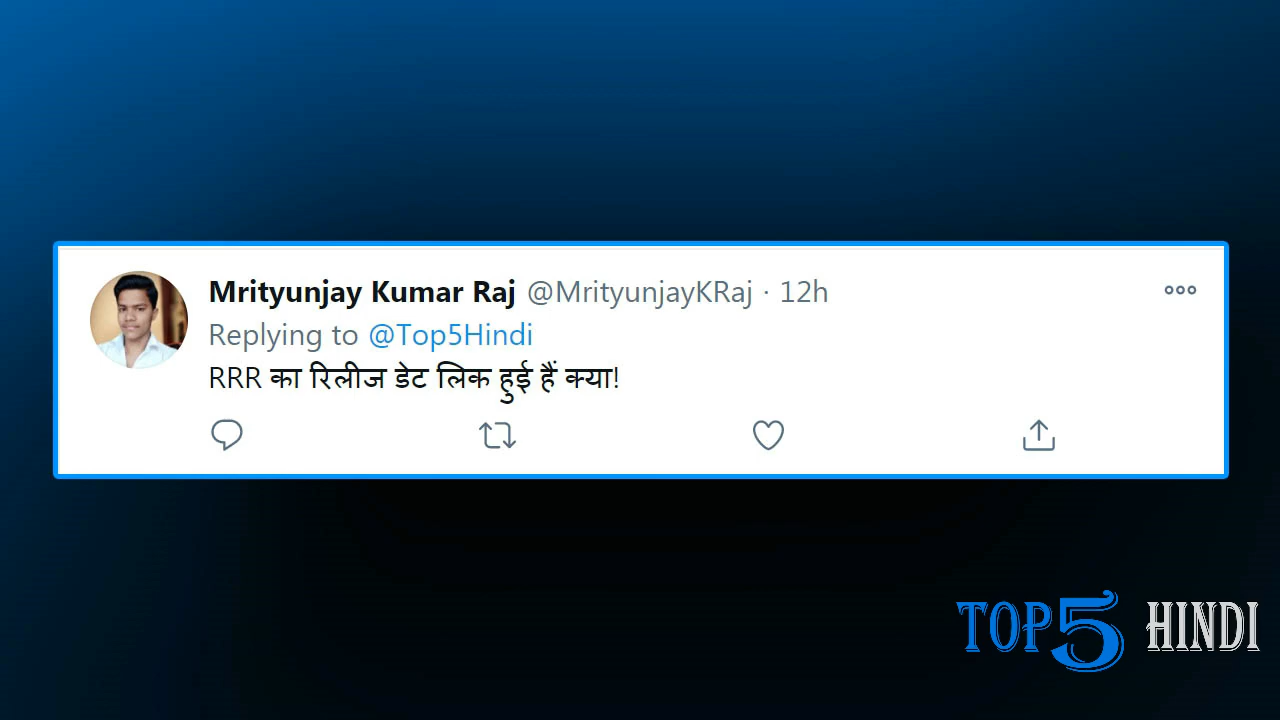 Mrityunjay Kumar Raj @MrityunjayKRaj · 12h
Replying to @Top5Hindi
RRR का रिलीज डेट लिक हुई हैं क्या!
TOP5 HINDI